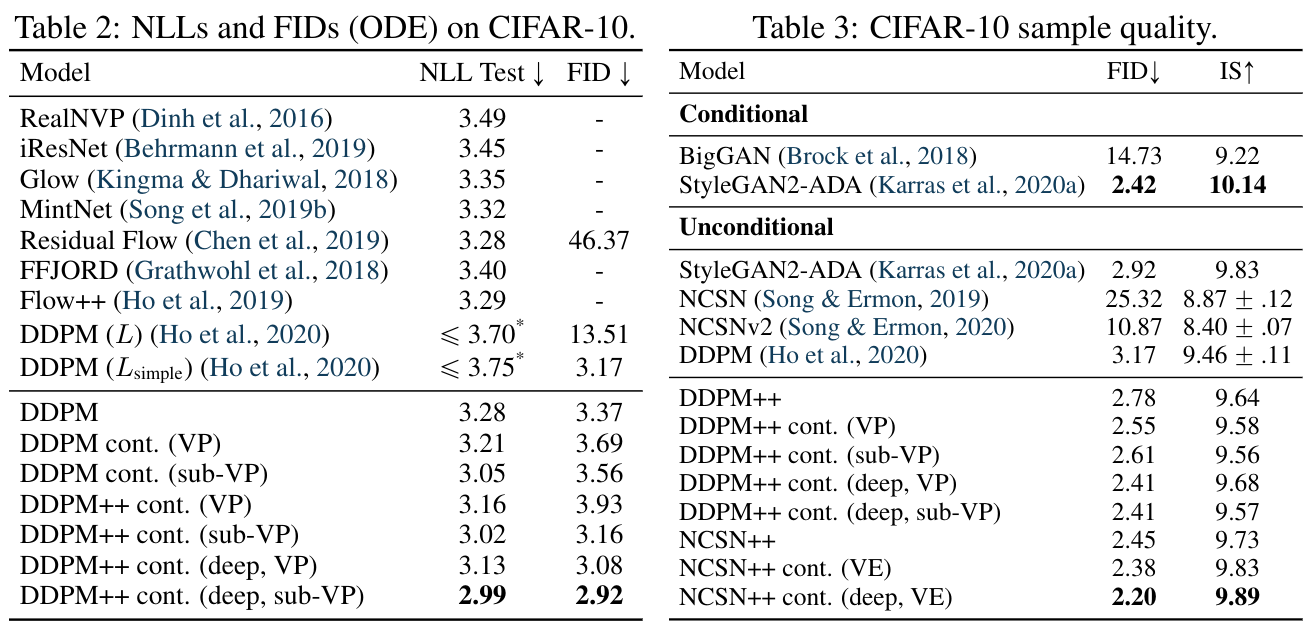 Table 2: NLLs and FIDs (ODE) on CIFAR-10.
Model NLL Test ↓ FID ↓
RealNVP (Dinh et al., 2016) 3.49 -
iResNet (Behrmann et al., 2019) 3.45 -
Glow (Kingma & Dhariwal, 2018) 3.35 -
MintNet (Song et al., 2019b) 3.32 -
Residual Flow (Chen et al., 2019) 3.28 46.37
FFJORD (Grathwohl et al., 2018) 3.40 -
Flow++ (Ho et al., 2019) 3.29 -
DDPM (L) (Ho et al., 2020) ⩽ 3.70* 13.51
DDPM (Lsimple) (Ho et al., 2020) ⩽ 3.75* 3.17
DDPM 3.28 3.37
DDPM cont. (VP) 3.21 3.69
DDPM cont. (sub-VP) 3.05 3.56
DDPM++ cont. (VP) 3.16 3.93
DDPM++ cont. (sub-VP) 3.02 3.16
DDPM++ cont. (deep, VP) 3.13 3.08
DDPM++ cont. (deep, sub-VP) 2.99 2.92
Table 3: CIFAR-10 sample quality.
Model FID↓ IS↑
Conditional
BigGAN (Brock et al., 2018) 14.73 9.22
StyleGAN2-ADA (Karras et al., 2020a) 2.42 10.14
Unconditional
StyleGAN2-ADA (Karras et al., 2020a) 2.92 9.83
NCSN (Song & Ermon, 2019) 25.32 8.87 ± .12
NCSNv2 (Song & Ermon, 2020) 10.87 8.40 ± .07
DDPM (Ho et al., 2020) 3.17 9.46 ± .11
DDPM++ 2.78 9.64
DDPM++ cont. (VP) 2.55 9.58
DDPM++ cont. (sub-VP) 2.61 9.56
DDPM++ cont. (deep, VP) 2.41 9.68
DDPM++ cont. (deep, sub-VP) 2.41 9.57
NCSN++ 2.45 9.73
NCSN++ cont. (VE) 2.38 9.83
NCSN++ cont. (deep, VE) 2.20 9.89